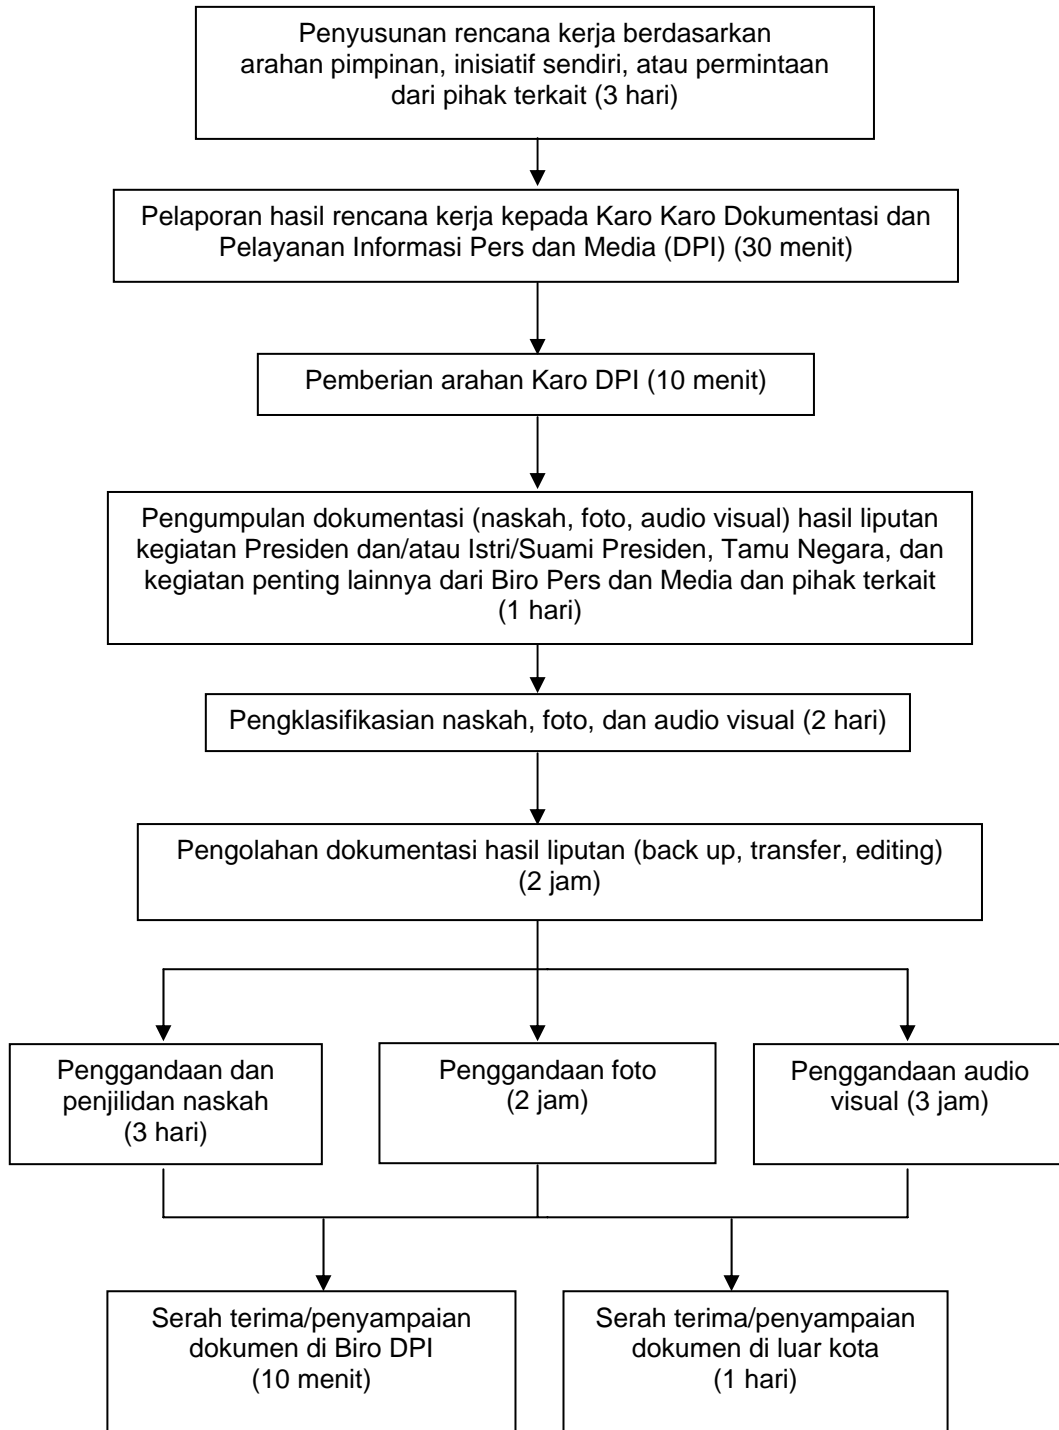 Penyusunan rencana kerja berdasarkan
arahan pimpinan, inisiatif sendiri, atau permintaan
dari pihak terkait (3 hari)
Pelaporan hasil rencana kerja kepada Karo Karo Dokumentasi dan
Pelayanan Informasi Pers dan Media (DPI) (30 menit)
Pemberian arahan Karo DPI (10 menit)
Pengumpulan dokumentasi (naskah, foto, audio visual) hasil liputan
kegiatan Presiden dan/atau Istri/Suami Presiden, Tamu Negara, dan
kegiatan penting lainnya dari Biro Pers dan Media dan pihak terkait
(1 hari)
Pengklasifikasian naskah, foto, dan audio visual (2 hari)
Pengolahan dokumentasi hasil liputan (back up, transfer, editing)
(2 jam)
Penggandaan dan
penjilidan naskah
(3 hari)
Penggandaan foto
(2 jam)
Penggandaan audio
visual (3 jam)
Serah terima/penyampaian
dokumen di Biro DPI
(10 menit)
Serah terima/penyampaian
dokumen di luar kota
(1 hari)